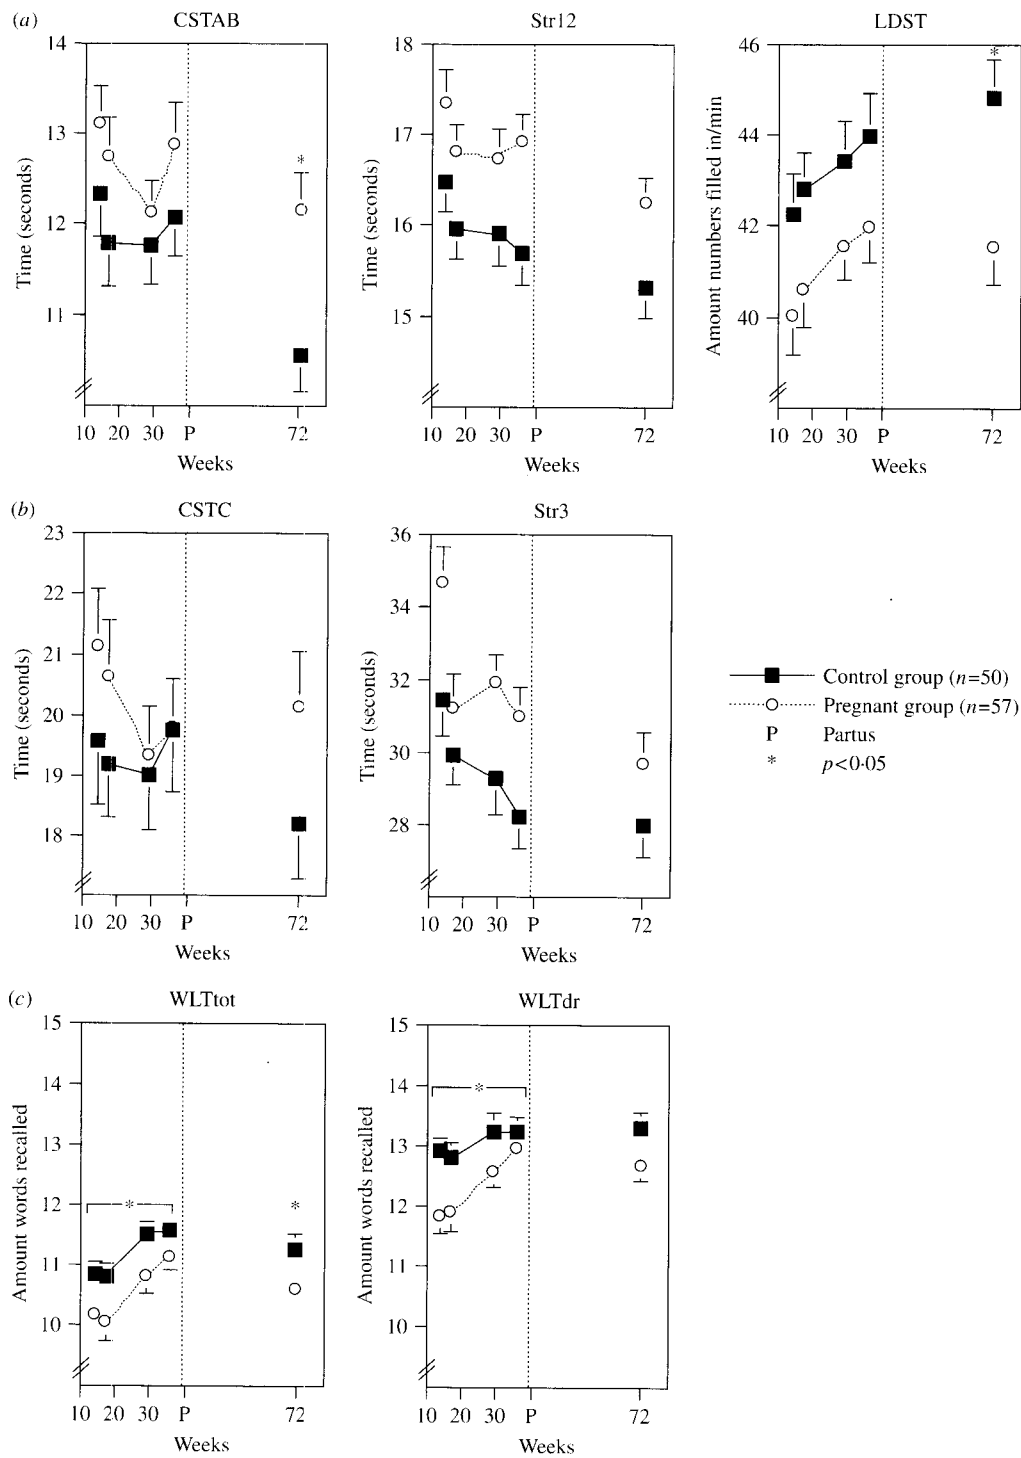 (a) CSTAB
14
13
12
11
Time (seconds)
10 20 30 P 72
Weeks
Str12
18
17
16
15
Time (seconds)
10 20 30 P 72
Weeks
LDST
46
44
42
40
Amount numbers filled in/min
*
*
10 20 30 P 72
Weeks
(b) CSTC
23
22
21
20
19
18
Time (seconds)
10 20 30 P 72
Weeks
Str3
36
34
32
30
28
Time (seconds)
10 20 30 P 72
Weeks
Control group (n=50)
Pregnant group (n=57)
P Partus
* p<0·05
(c) WLTtot
15
14
13
12
11
10
Amount words recalled
* *
10 20 30 P 72
Weeks
WLTdr
15
14
13
12
11
10
Amount words recalled
*
10 20 30 P 72
Weeks